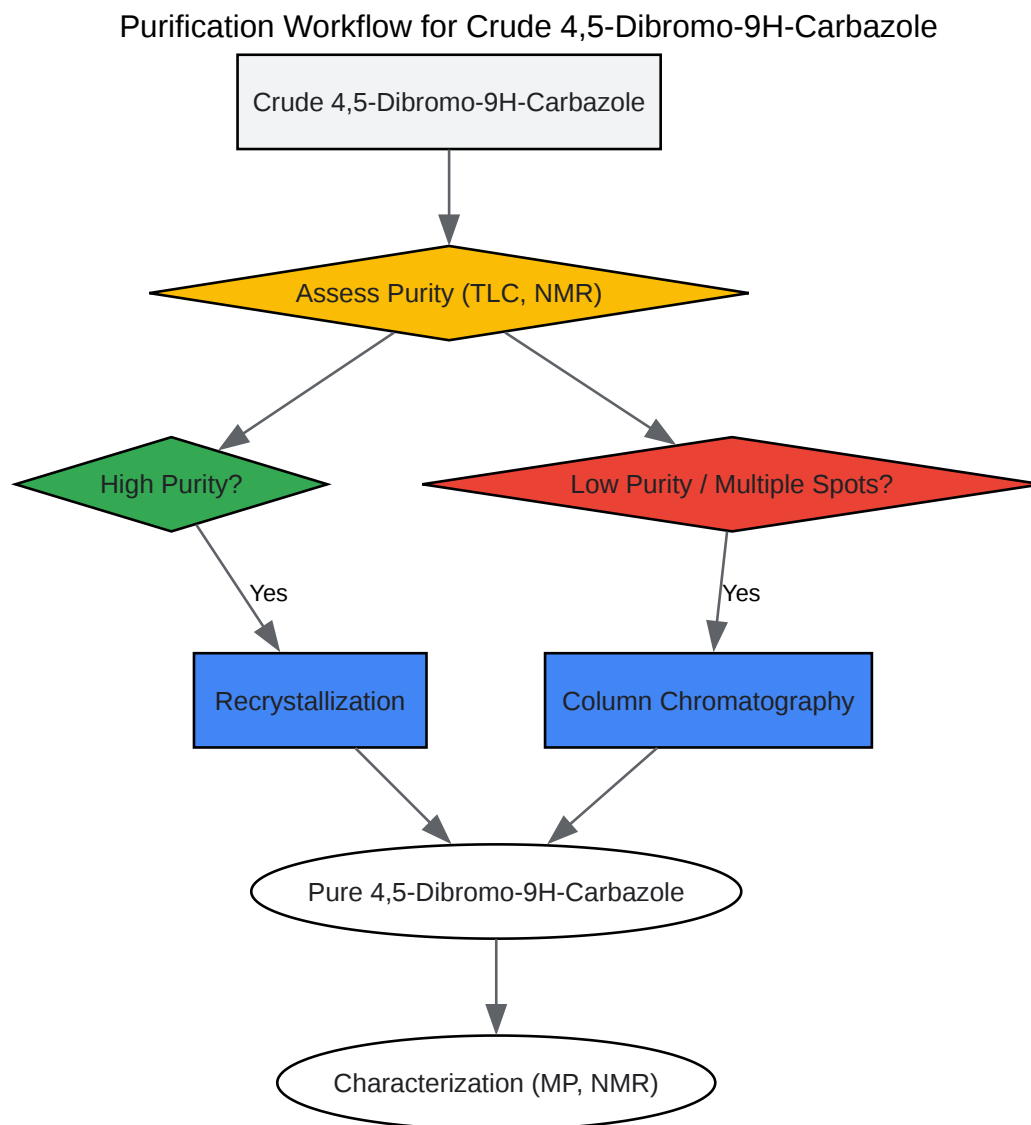 Purification Workflow for Crude 4,5-Dibromo-9H-Carbazole
Crude 4,5-Dibromo-9H-Carbazole
Assess Purity (TLC, NMR)
High Purity?
Low Purity / Multiple Spots?
Yes
Yes
Recrystallization
Column Chromatography
Pure 4,5-Dibromo-9H-Carbazole
Characterization (MP, NMR)